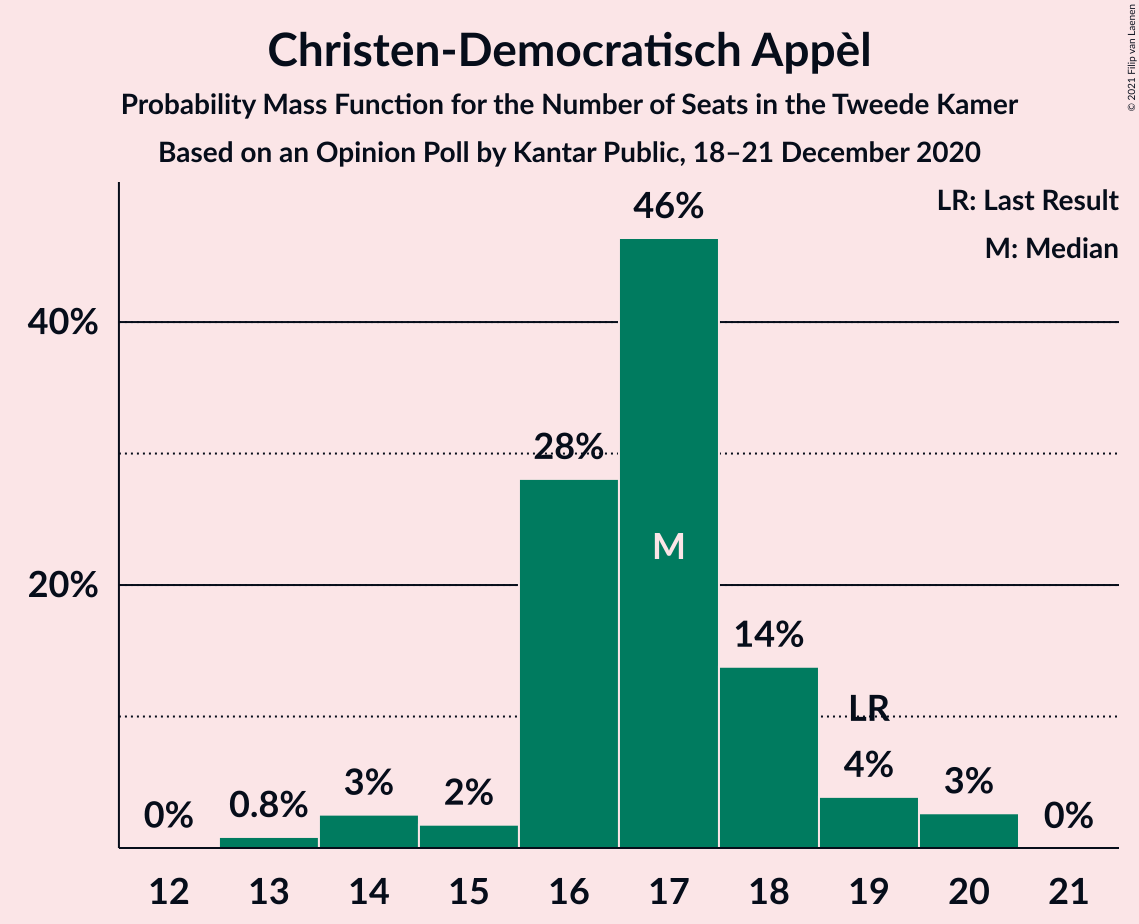 Christen-Democratisch Appèl
Probability Mass Function for the Number of Seats in the Tweede Kamer
Based on an Opinion Poll by Kantar Public, 18–21 December 2020
© 2021 Filip van Laenen
LR: Last Result
M: Median
46%
40%
28%
M
20%
14%
LR
4%
3%
3%
2%
0.8%
0%
0%
12 13 14 15 16 17 18 19 20 21